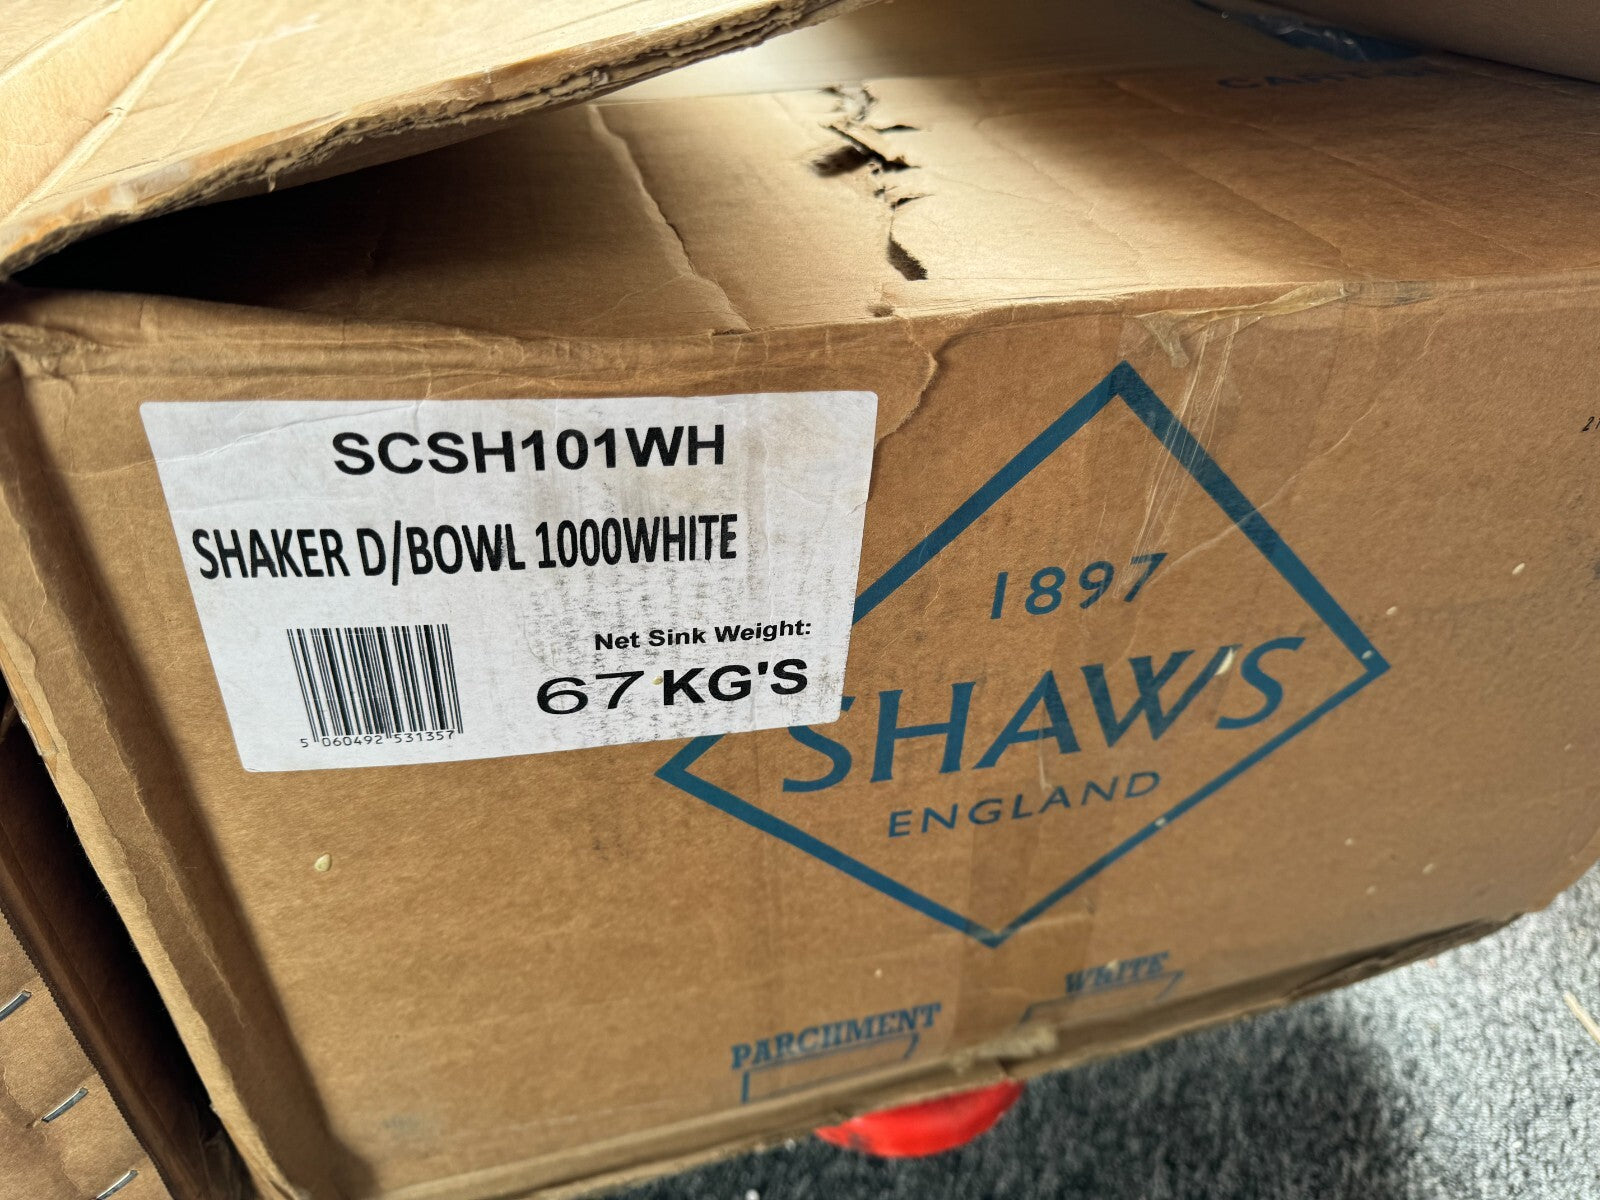 SCSH101WH
SHAKER D/BOWL 1000WHITE
Net Sink Weight:
67 KG'S
5 060492 531357
1897
SHAWS
ENGLAND
WHITE
PARCHMENT